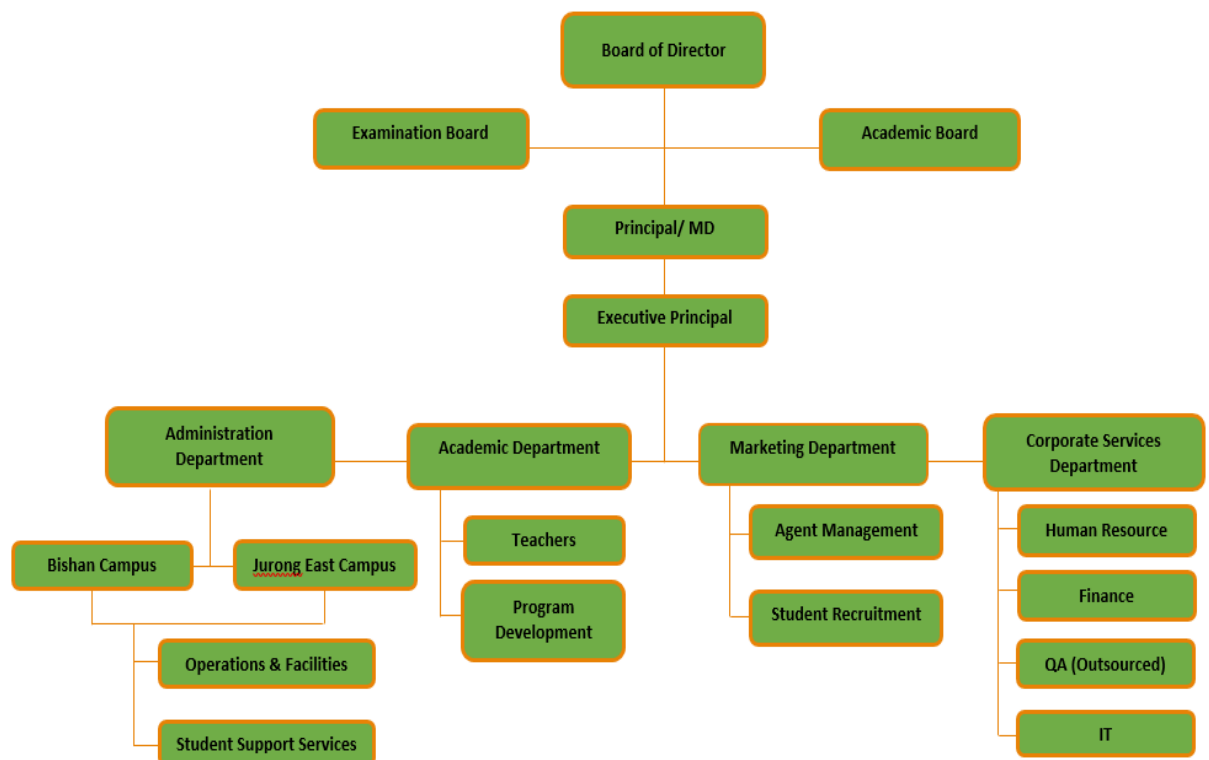 Board of Director
Examination Board
Academic Board
Principal/ MD
Executive Principal
Administration
Department
Academic Department
Marketing Department
Corporate Services
Department
Bishan Campus
Jurong East Campus
Operations & Facilities
Student Support Services
Teachers
Program
Development
Agent Management
Student Recruitment
Human Resource
Finance
QA (Outsourced)
IT